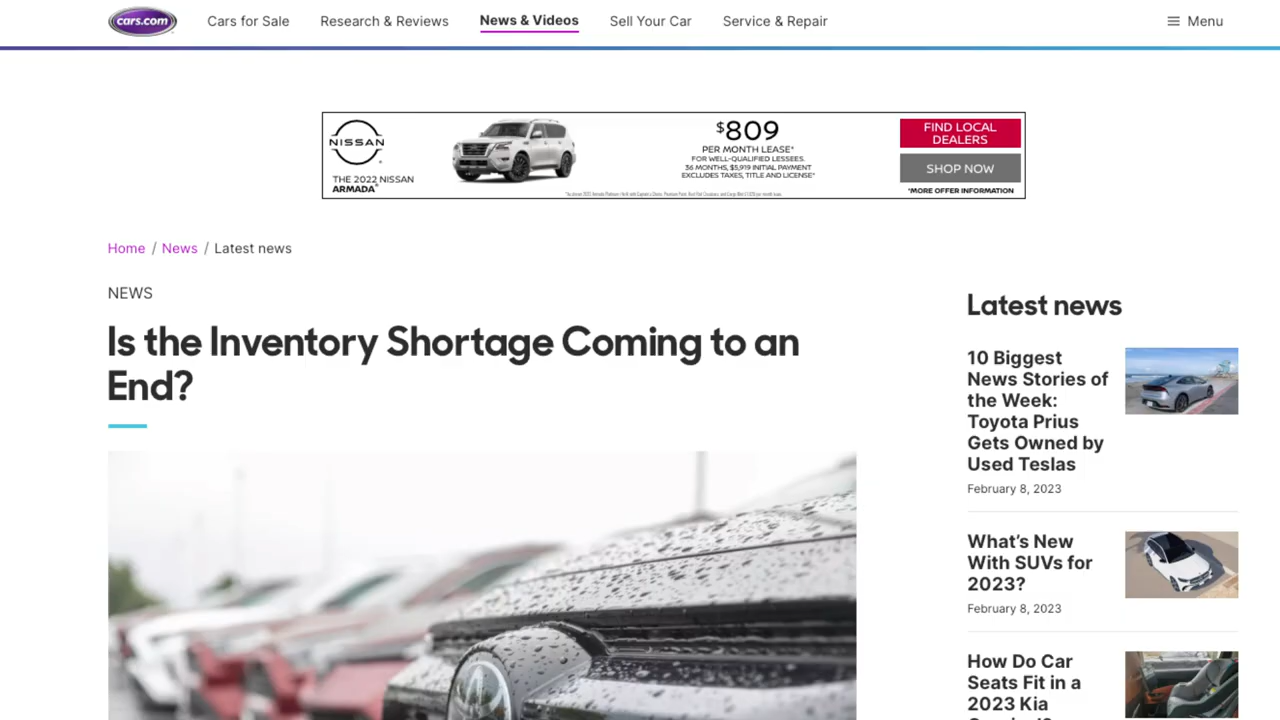 cars.com
Cars for Sale
Research & Reviews
News & Videos
Sell Your Car
Service & Repair
Menu
NISSAN
THE 2022 NISSAN
ARMADA®
$809
PER MONTH LEASE*
FOR WELL-QUALIFIED LESSEES.
36 MONTHS, $5,919 INITIAL PAYMENT
EXCLUDES TAXES, TITLE AND LICENSE*
FIND LOCAL
DEALERS
SHOP NOW
*MORE OFFER INFORMATION
Home / News / Latest news
NEWS
Is the Inventory Shortage Coming to an
End?
Latest news
10 Biggest
News Stories of
the Week:
Toyota Prius
Gets Owned by
Used Teslas
February 8, 2023
What’s New
With SUVs for
2023?
February 8, 2023
How Do Car
Seats Fit in a
2023 Kia